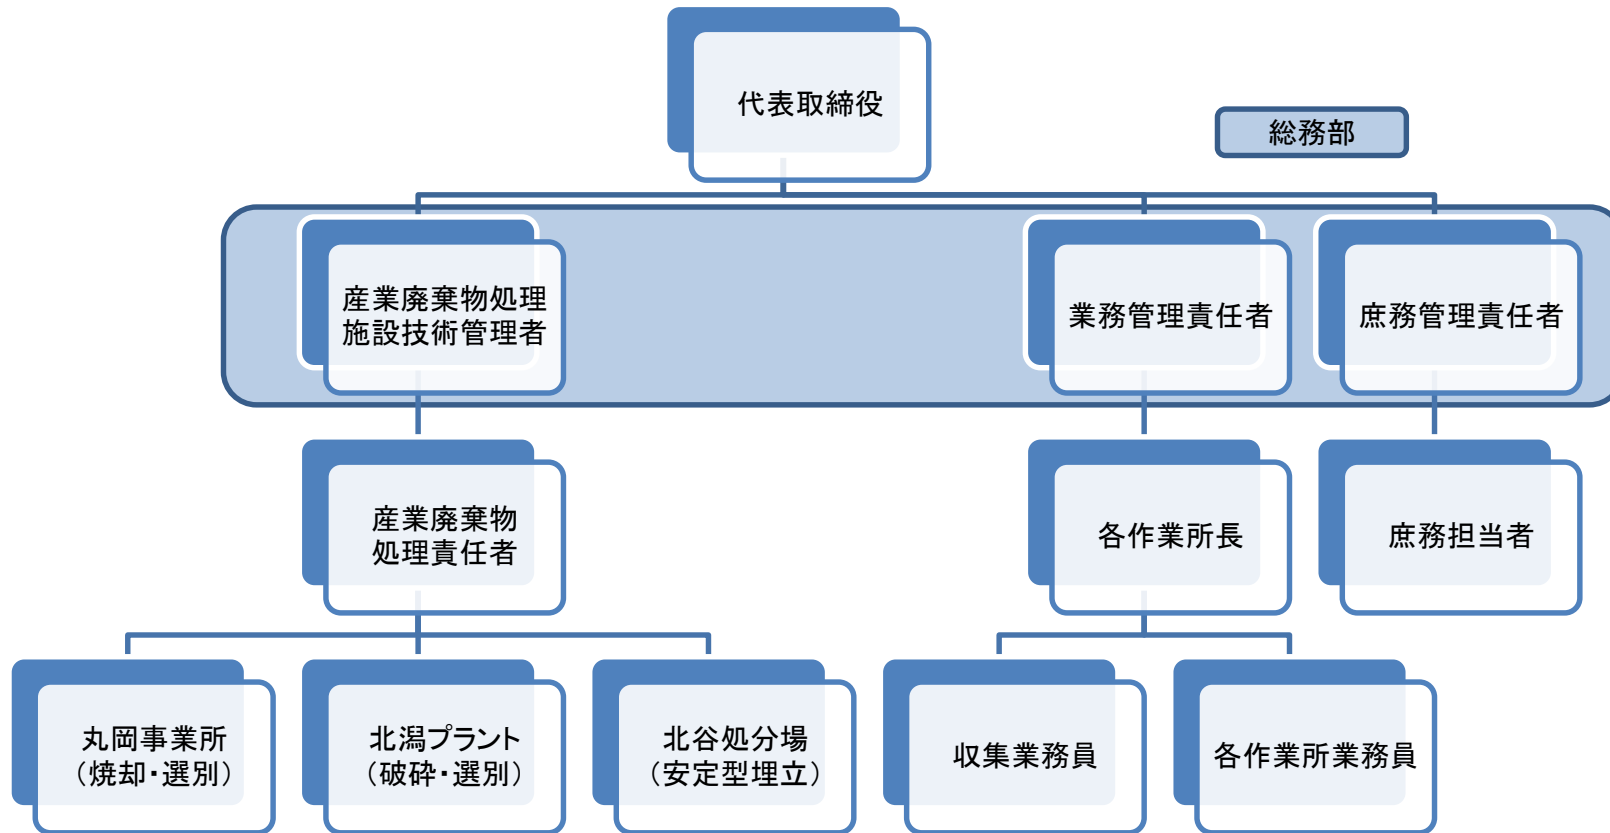 代表取締役
総務部
産業廃棄物処理
施設技術管理者
業務管理責任者
庶務管理責任者
産業廃棄物
処理責任者
各作業所長
庶務担当者
丸岡事業所
（焼却・選別）
北潟プラント
（破砕・選別）
北谷処分場
（安定型埋立）
収集業務員
各作業所業務員